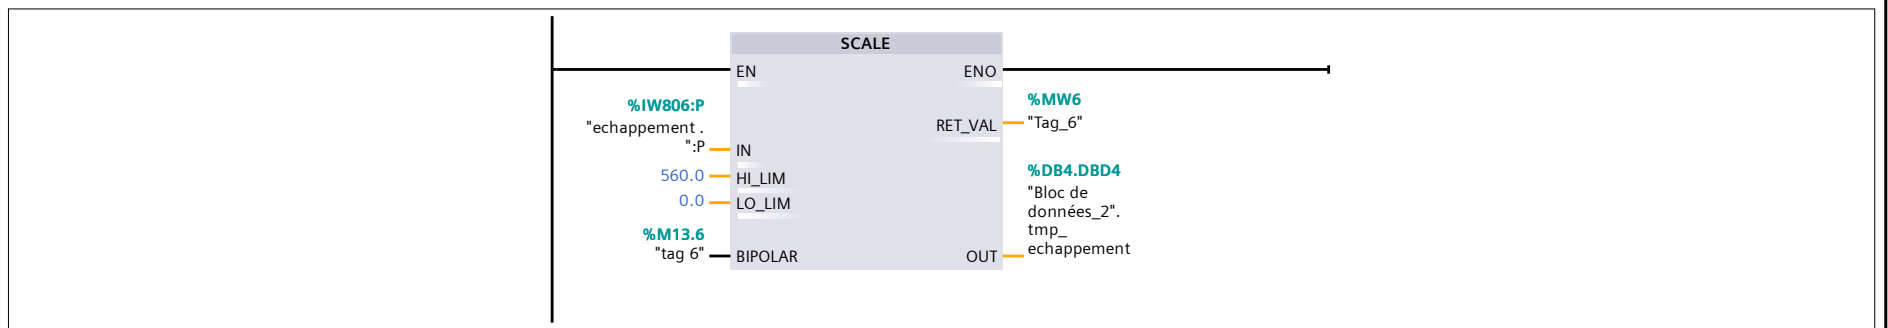 SCALE
EN
ENO
%IW806:P
"echappement .
":P
IN
%MW6
"Tag_6"
RET_VAL
560.0
HI_LIM
0.0
LO_LIM
%M13.6
"tag 6"
BIPOLAR
%DB4.DBD4
"Bloc de
données_2".
tmp_
echappement
OUT